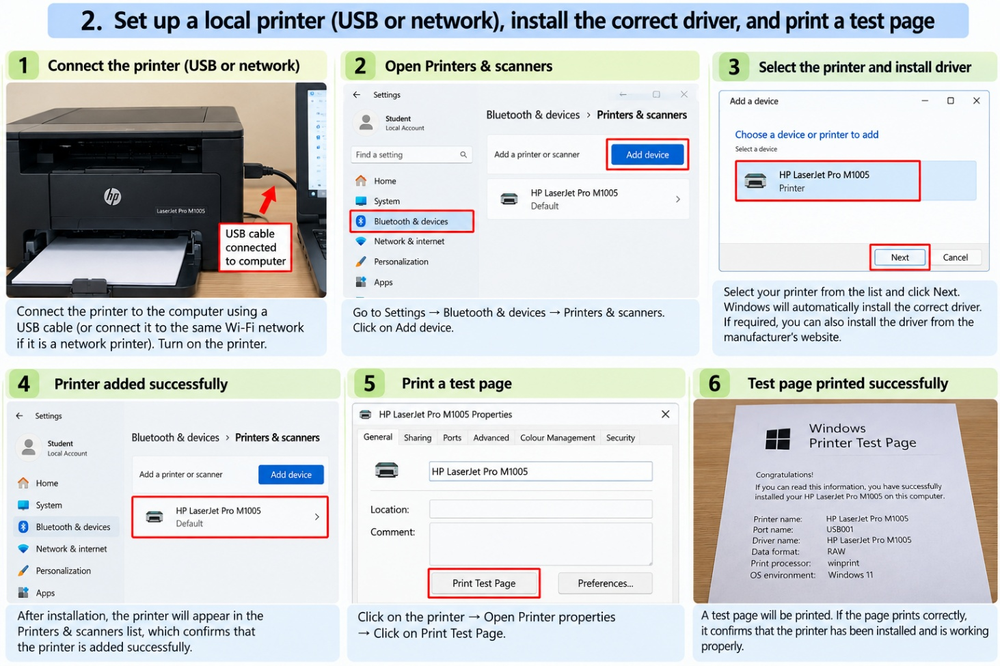 2. Set up a local printer (USB or network), install the correct driver, and print a test page
1 Connect the printer (USB or network)
hp
LaserJet Pro M1005
USB cable
connected
to computer
Connect the printer to the computer using a
USB cable (or connect it to the same Wi-Fi network
if it is a network printer). Turn on the printer.
2 Open Printers & scanners
Settings
Student
Local Account
Find a setting
Home
System
Bluetooth & devices
Network & internet
Personalization
Apps
Bluetooth & devices > Printers & scanners
Add a printer or scanner Add device
HP LaserJet Pro M1005
Default
Go to Settings → Bluetooth & devices → Printers & scanners.
Click on Add device.
3 Select the printer and install driver
Add a device
Choose a device or printer to add
Select a device
HP LaserJet Pro M1005
Printer
Next Cancel
Select your printer from the list and click Next.
Windows will automatically install the correct driver.
If required, you can also install the driver from the
manufacturer's website.
4 Printer added successfully
Settings
Student
Local Account
Home
System
Bluetooth & devices
Network & internet
Personalization
Apps
Bluetooth & devices > Printers & scanners
Add a printer or scanner Add device
HP LaserJet Pro M1005
Default
After installation, the printer will appear in the
Printers & scanners list, which confirms that
the printer is added successfully.
5 Print a test page
HP LaserJet Pro M1005 Properties
General Sharing Ports Advanced Colour Management Security
HP LaserJet Pro M1005
Location:
Comment:
Print Test Page Preferences...
Click on the printer → Open Printer properties
→ Click on Print Test Page.
6 Test page printed successfully
Windows
Printer Test Page
Congratulations!
If you can read this information, you have successfully
installed your HP LaserJet Pro M1005 on this computer.
Printer name: HP LaserJet Pro M1005
Port name: USB001
Driver name: HP LaserJet Pro M1005
Data format: RAW
Print processor: winprint
OS environment: Windows 11
A test page will be printed. If the page prints correctly,
it confirms that the printer has been installed and is working
properly.